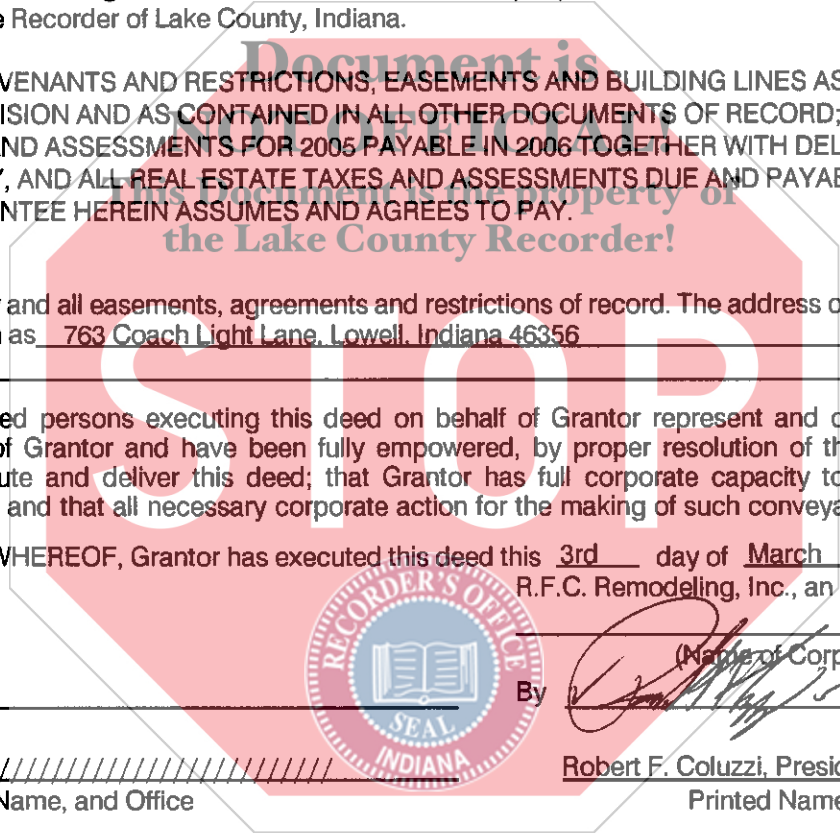 e Recorder of Lake County, Indiana.
Document is
VENANTS AND RESTRICTIONS, EASEMENTS AND BUILDING LINES AS
ISION AND AS CONTAINED IN ALL OTHER DOCUMENTS OF RECORD;
NOT OFFICIAL!
ND ASSESSMENTS FOR 2005 PAYABLE IN 2006 TOGETHER WITH DEL
, AND ALL REAL ESTATE TAXES AND ASSESSMENTS DUE AND PAYAB
This Document is the property of
NTEE HEREIN ASSUMES AND AGREES TO PAY.
the Lake County Recorder!
and all easements, agreements and restrictions of record. The address o
as 763 Coach Light Lane, Lowell, Indiana 46356
STOP
ed persons executing this deed on behalf of Grantor represent and c
of Grantor and have been fully empowered, by proper resolution of th
ute and deliver this deed; that Grantor has full corporate capacity to
and that all necessary corporate action for the making of such conveya
WHEREOF, Grantor has executed this deed this 3rd day of March
R.F.C. Remodeling, Inc., an
(Name of Corp
By
RECORDER'S OFFICE
SEAL
INDIANA
Robert F. Coluzzi, Presid
Name, and Office
Printed Name